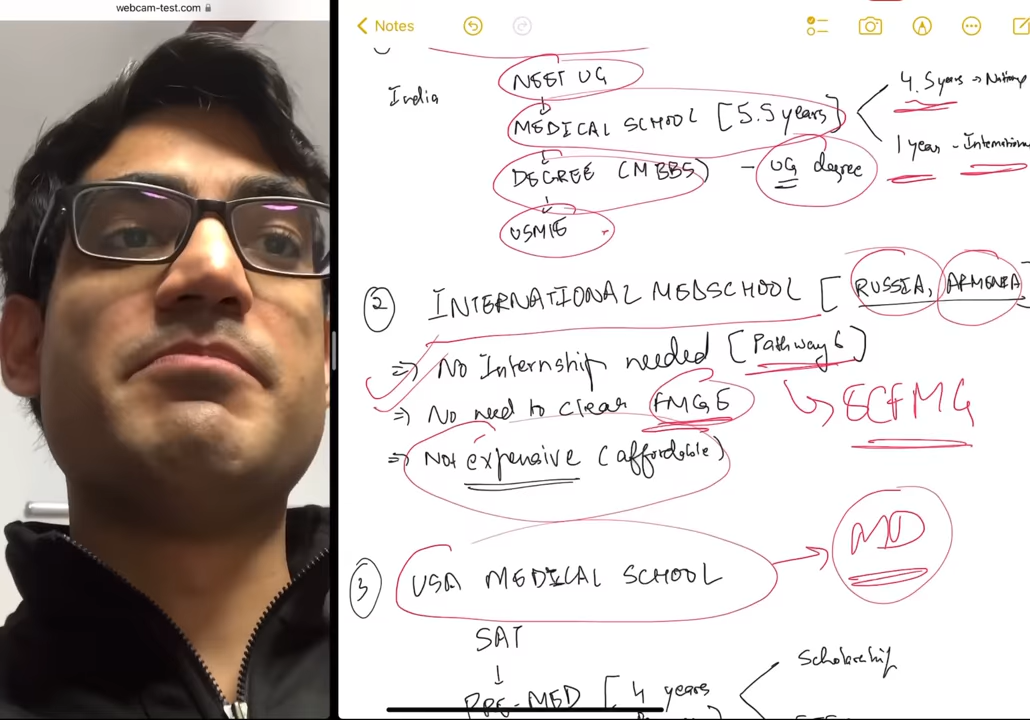 webcam-test.com
Notes
India
NEET UG
MEDICAL SCHOOL [5.5 years]
4.5 years →
1 year - International
DEGREE (MBBS) - UG degree
USMLE
② INTERNATIONAL MEDSCHOOL [RUSSIA, ARMENIA]
⇒ No Internship needed [Pathway 6]
⇒ No need to clear FMGE
ECFMG
⇒ Not expensive (affordable)
③ USA MEDICAL SCHOOL → MD
SAT
↓
PRE-MED [4 years
Scholarship